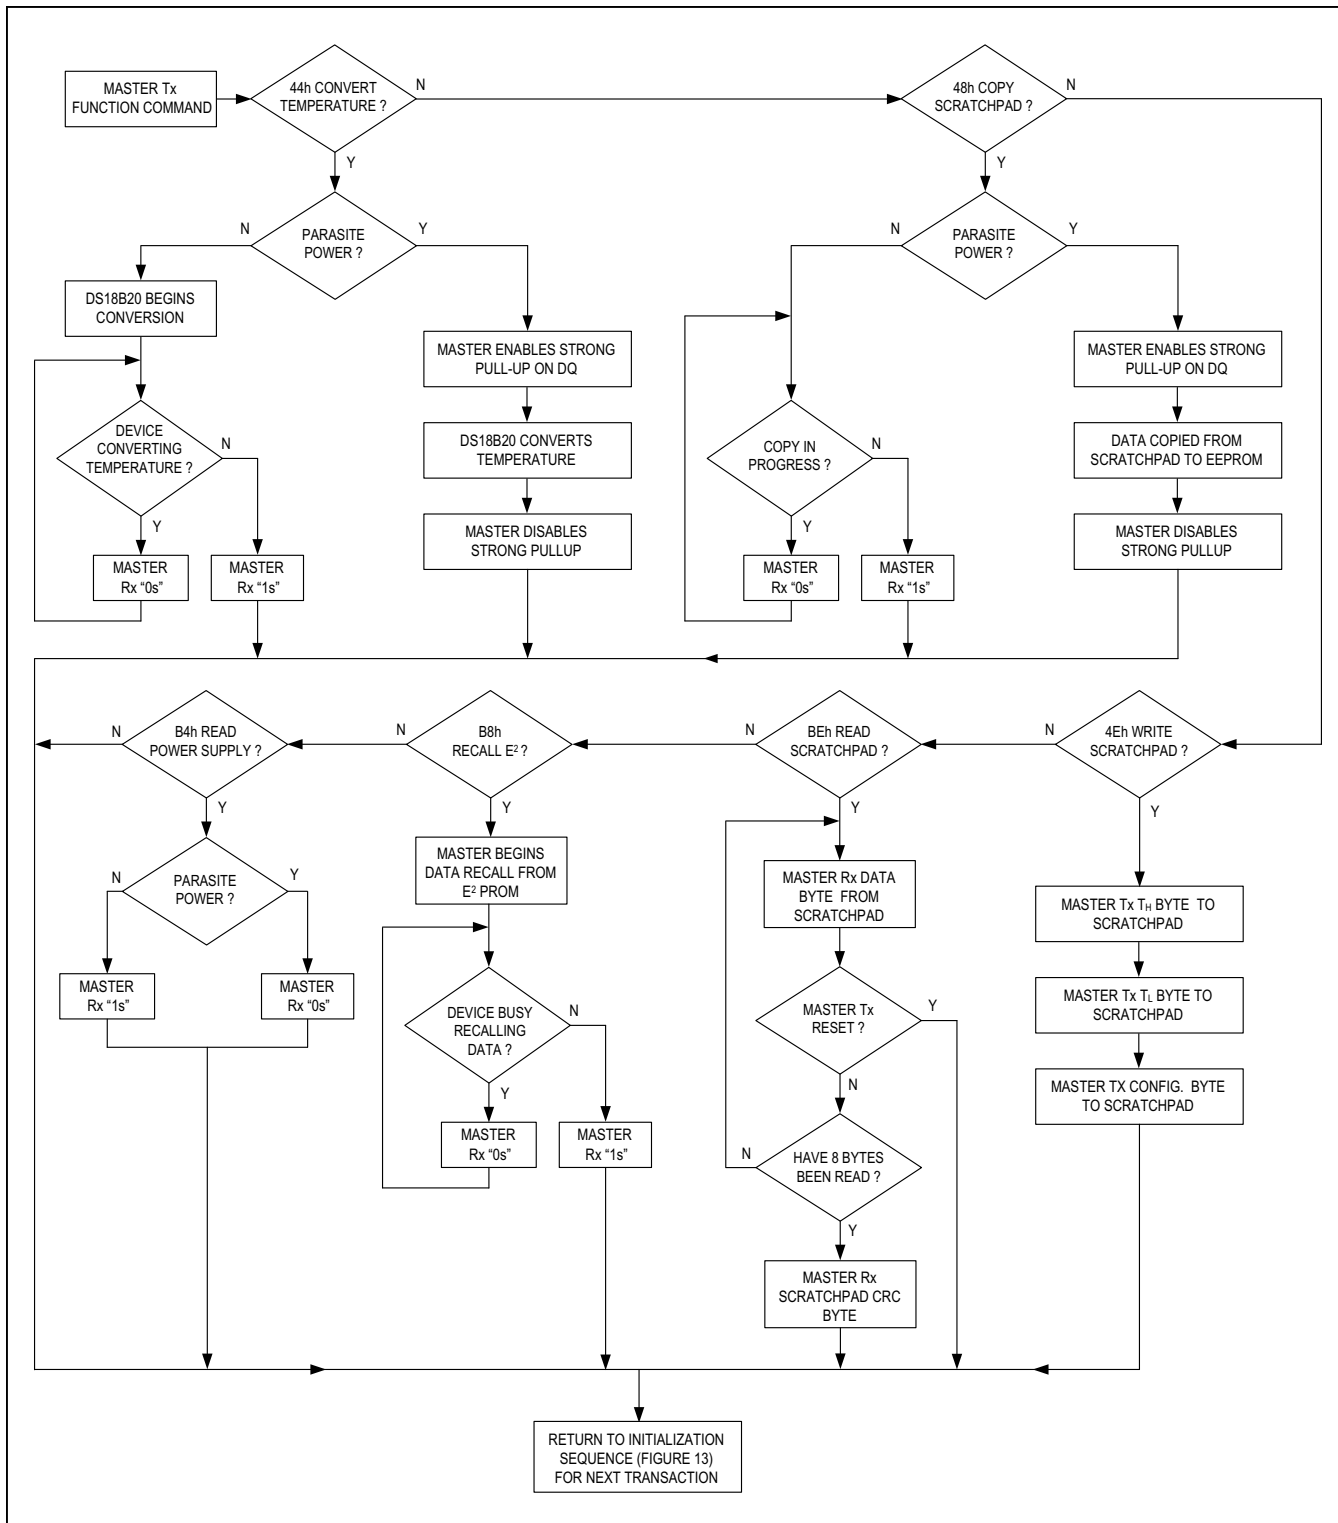 MASTER Tx
FUNCTION COMMAND
44h CONVERT
TEMPERATURE ?
N
Y
48h COPY
SCRATCHPAD ?
N
Y
PARASITE
POWER ?
N
Y
PARASITE
POWER ?
N
Y
DS18B20 BEGINS
CONVERSION
MASTER ENABLES STRONG
PULL-UP ON DQ
MASTER ENABLES STRONG
PULL-UP ON DQ
DEVICE
CONVERTING
TEMPERATURE ?
N
Y
DS18B20 CONVERTS
TEMPERATURE
COPY IN
PROGRESS ?
N
Y
DATA COPIED FROM
SCRATCHPAD TO EEPROM
MASTER
Rx “0s”
MASTER
Rx “1s”
MASTER DISABLES
STRONG PULLUP
MASTER
Rx “0s”
MASTER
Rx “1s”
MASTER DISABLES
STRONG PULLUP
B4h READ
POWER SUPPLY ?
N
Y
B8h
RECALL E² ?
N
Y
BEh READ
SCRATCHPAD ?
N
Y
4Eh WRITE
SCRATCHPAD ?
N
Y
PARASITE
POWER ?
N
Y
MASTER BEGINS
DATA RECALL FROM
E² PROM
MASTER Rx DATA
BYTE FROM
SCRATCHPAD
MASTER Tx TH BYTE TO
SCRATCHPAD
MASTER
Rx “1s”
MASTER
Rx “0s”
DEVICE BUSY
RECALLING
DATA ?
N
Y
MASTER Tx
RESET ?
Y
N
MASTER Tx TL BYTE TO
SCRATCHPAD
MASTER TX CONFIG. BYTE
TO SCRATCHPAD
MASTER
Rx “0s”
MASTER
Rx “1s”
HAVE 8 BYTES
BEEN READ ?
N
Y
MASTER Rx
SCRATCHPAD CRC
BYTE
RETURN TO INITIALIZATION
SEQUENCE (FIGURE 13)
FOR NEXT TRANSACTION